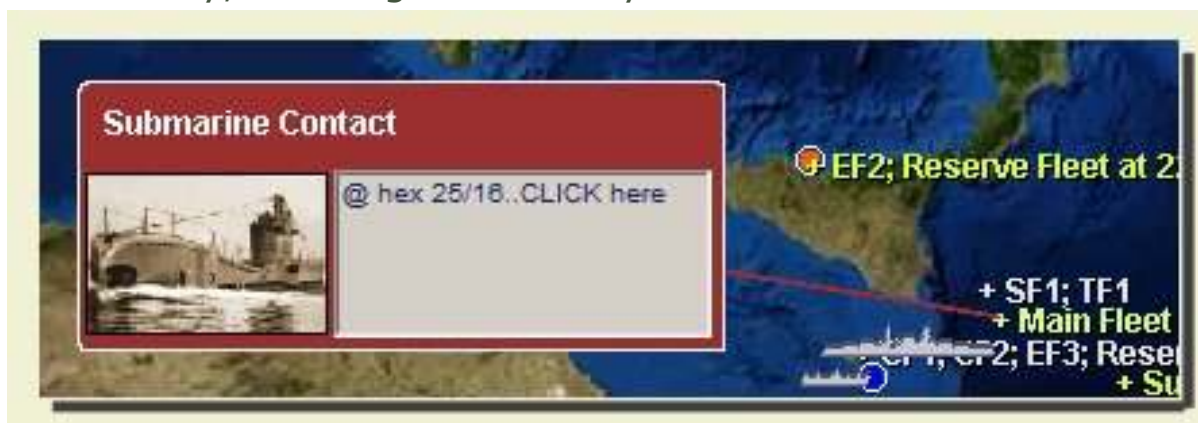 Submarine Contact
@ hex 25/16..CLICK here
EF2; Reserve Fleet at 2
+ SF1; TF1
+ Main Fleet
2; EF3; Rese
+ Su